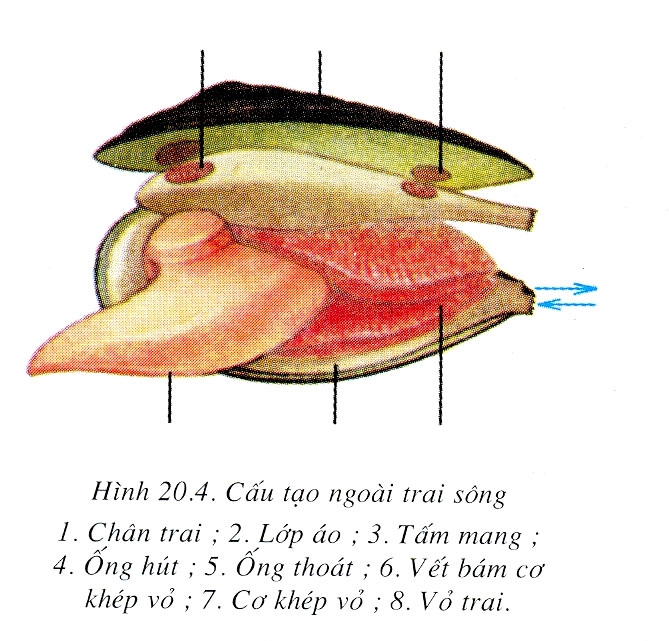 Hình 20.4. Cấu tạo ngoài trai sông
1. Chân trai ; 2. Lớp áo ; 3. Tấm mang ;
4. Ống hút ; 5. Ống thoát ; 6. Vết bám cơ
khép vỏ ; 7. Cơ khép vỏ ; 8. Vỏ trai.